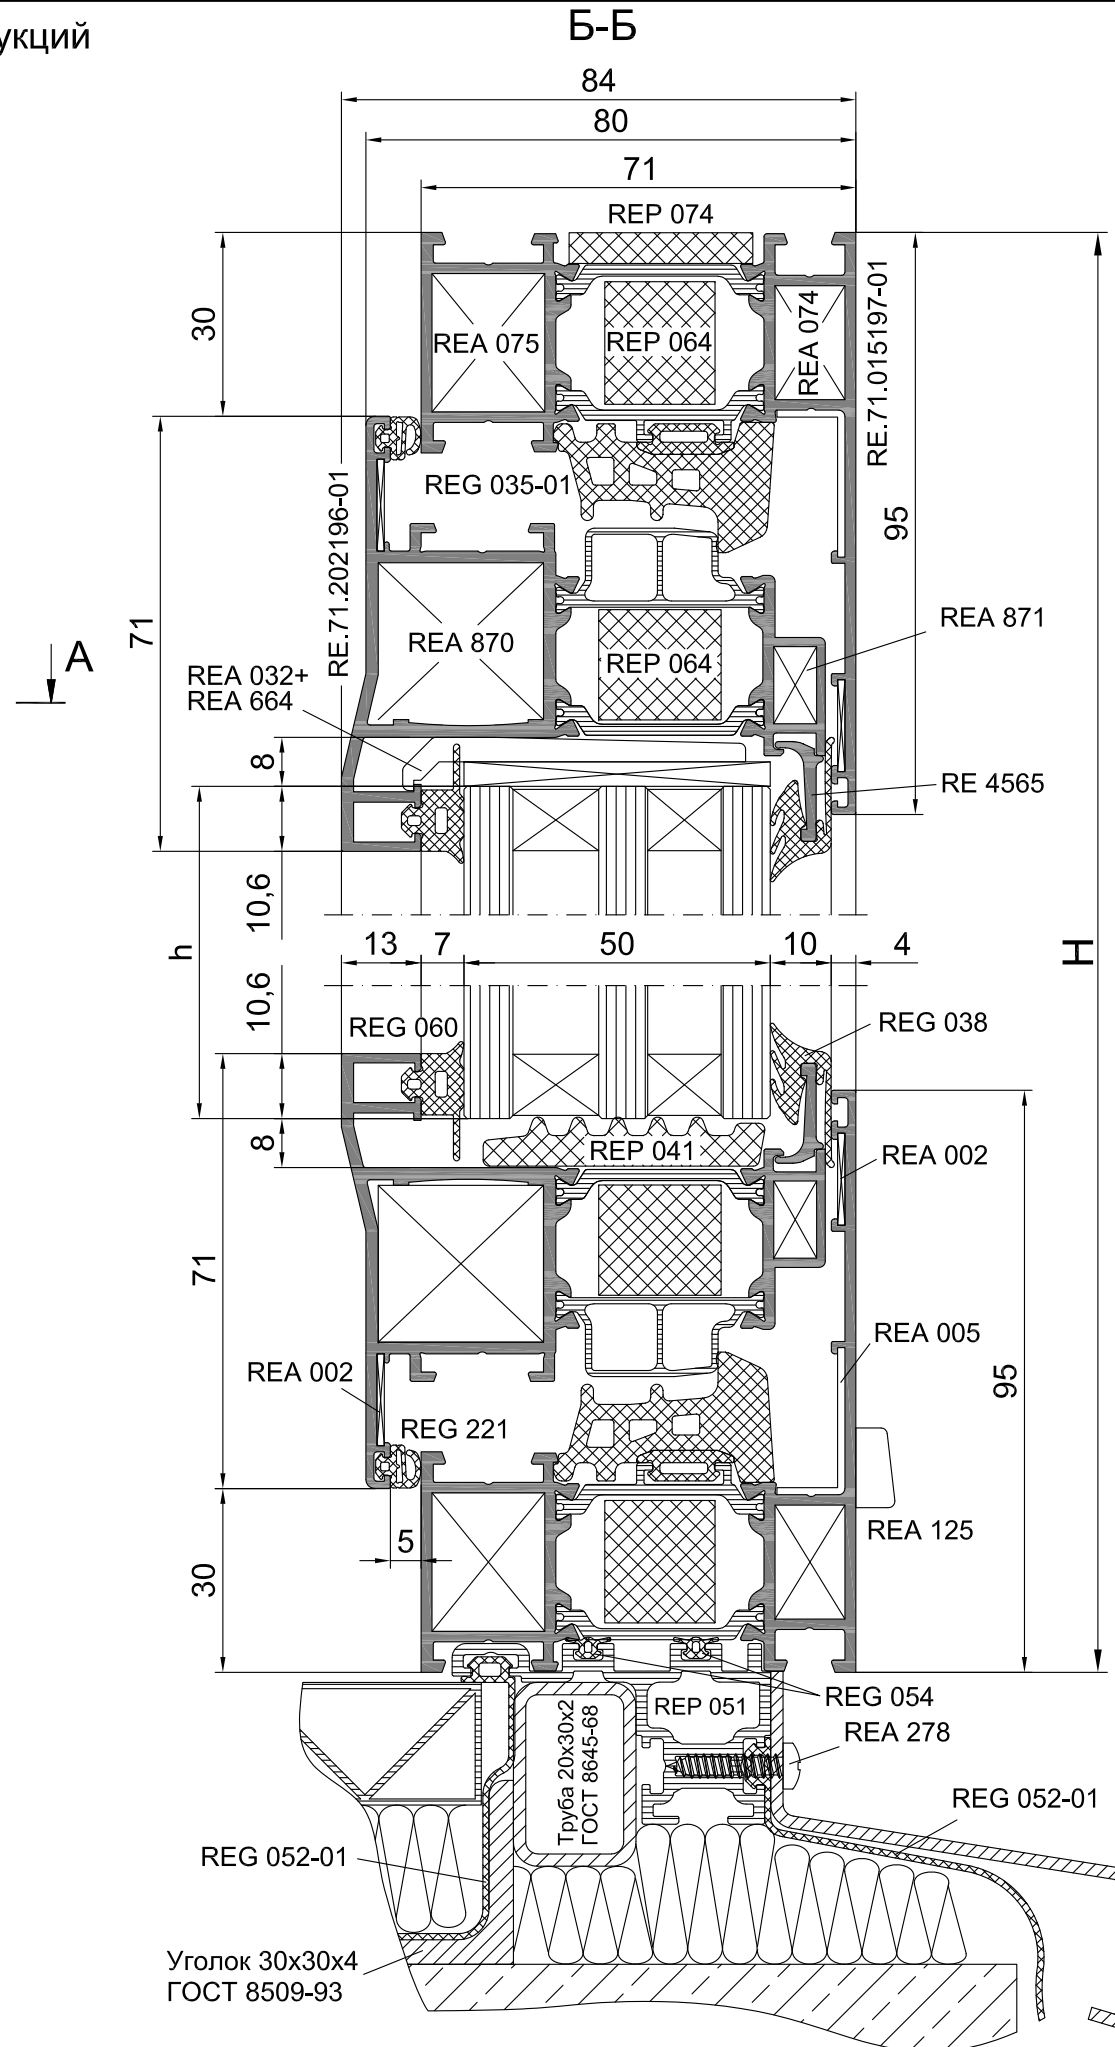 Б-Б
укций
84
80
71
REP 074
30
REA 075
REP 064
REA 074
RE.71.015197-01
REG 035-01
RE.71.202196-01
95
71
А
REA 870
REP 064
REA 871
REA 032+
REA 664
8
RE 4565
10,6
h
13
7
50
10
4
H
10,6
REG 060
REG 038
8
REP 041
REA 002
71
REA 005
REA 002
95
REG 221
5
30
REA 125
REG 054
REP 051
REA 278
Труба 20х30х2
ГОСТ 8645-68
REG 052-01
REG 052-01
Уголок 30х30х4
ГОСТ 8509-93